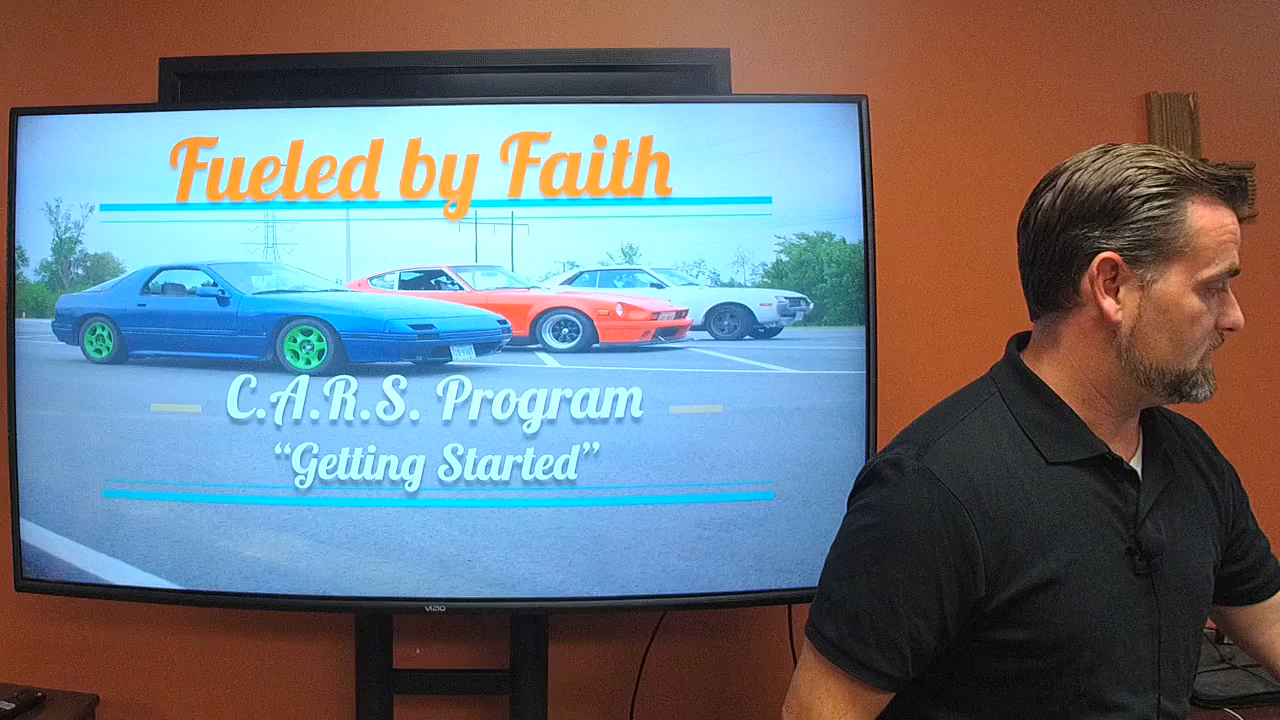 Fueled by Faith
C.A.R.S. Program
“Getting Started”
VIZIO